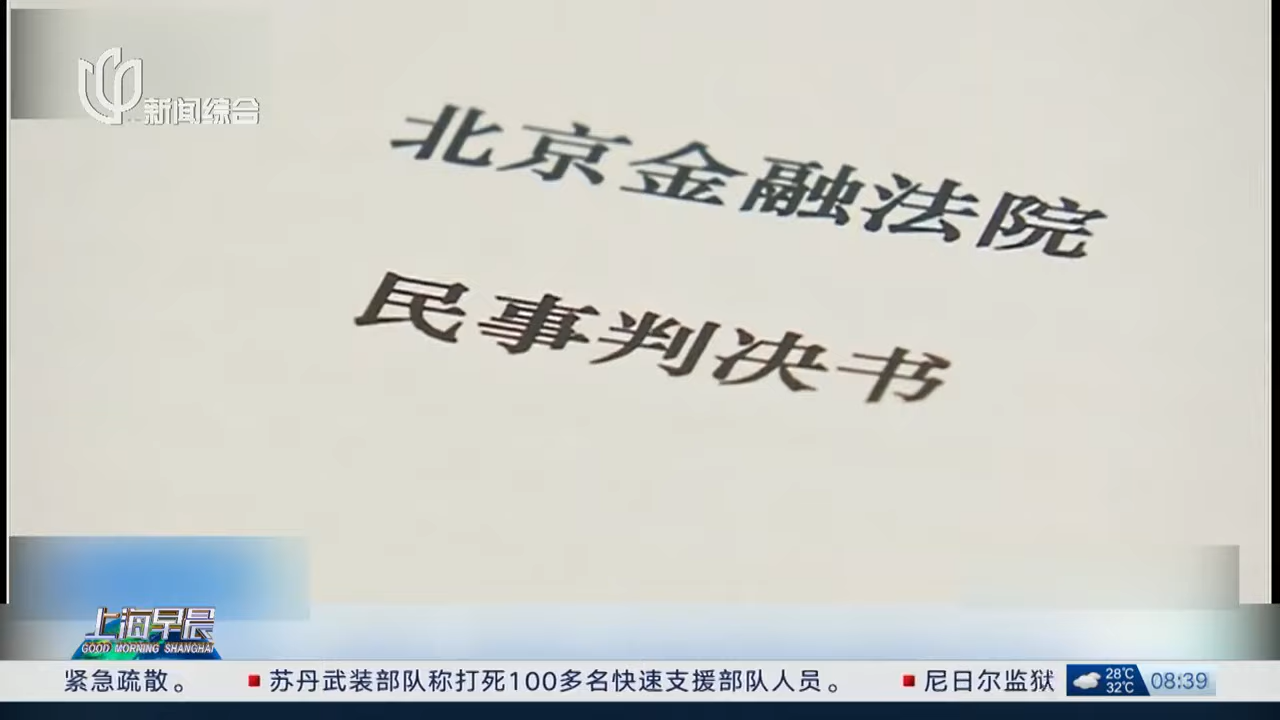 新闻综合
北京金融法院
民事判决书
上海早晨
GOOD MORNING SHANGHAI
紧急疏散。 苏丹武装部队称打死100多名快速支援部队人员。 尼日尔监狱
28℃
32℃
08:39